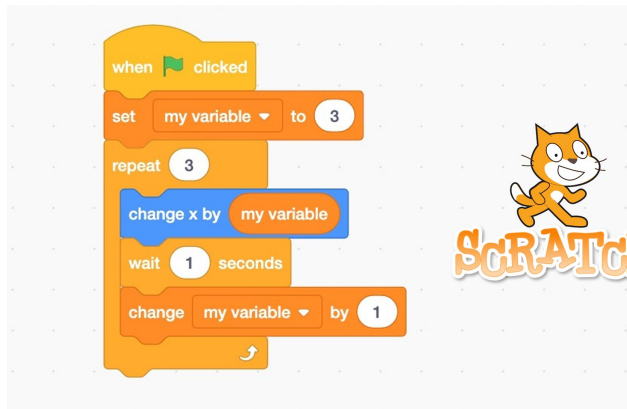 when clicked
set my variable to 3
repeat 3
change x by my variable
wait 1 seconds
change my variable by 1
SCRATC